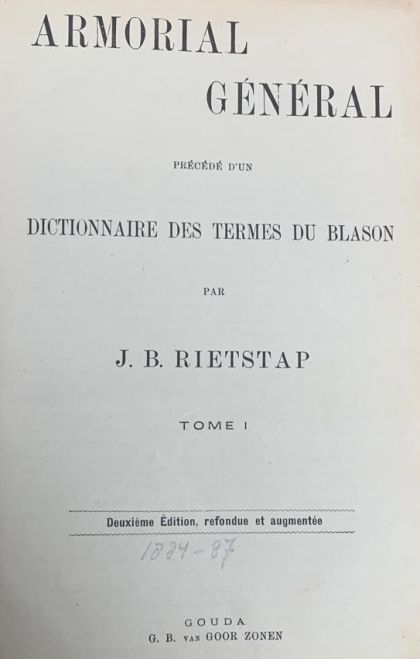 ARMORIAL
GÉNÉRAL
PRÉCÉDÉ D'UN
DICTIONNAIRE DES TERMES DU BLASON
PAR
J. B. RIETSTAP
TOME I
Deuxième Édition, refondue et augmentée
1884-87
GOUDA
G. B. VAN GOOR ZONEN